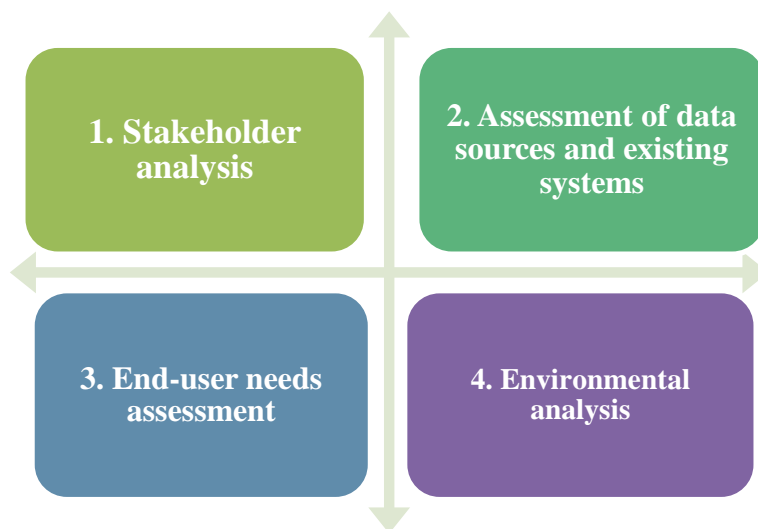 1. Stakeholder
analysis
2. Assessment of data
sources and existing
systems
3. End-user needs
assessment
4. Environmental
analysis